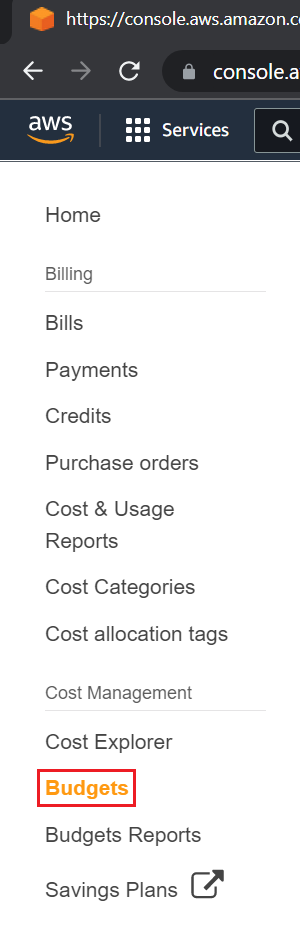 https://console.aws.amazon.c
console.a
aws
Services
Home
Billing
Bills
Payments
Credits
Purchase orders
Cost & Usage
Reports
Cost Categories
Cost allocation tags
Cost Management
Cost Explorer
Budgets
Budgets Reports
Savings Plans